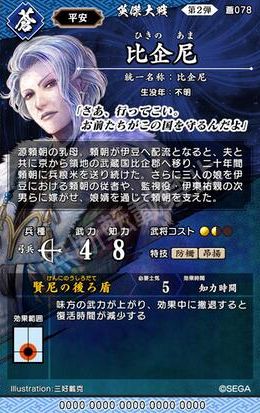 蒼 平安 英傑大戦 第2弾 蒼078
ひきの あま
比企尼
統一名称：比企尼
生没年：不明
「さあ、行ってこい。
お前たちがこの国を守るんだよ」
源頼朝の乳母。頼朝が伊豆へ配流となると、夫と
共に京から領地の武蔵国比企郡へ移り、二十年間
頼朝に兵糧米を送り続けた。さらに三人の娘を伊
豆における頼朝の従者や、監視役・伊東祐親の次
男らに嫁がせ、娘婿を通じて頼朝を支えた。
兵種 武力 知力 武将コスト
弓兵 4 8 特技 防柵 昂揚
けんにのうしろだて 必要士気 効果時間
賢尼の後ろ盾 5 知力時間
効果範囲
味方の武力が上がり、効果中に撤退すると
復活時間が減少する
Illustration:三好載克 ©SEGA
0000-0000-0000-0000-0000